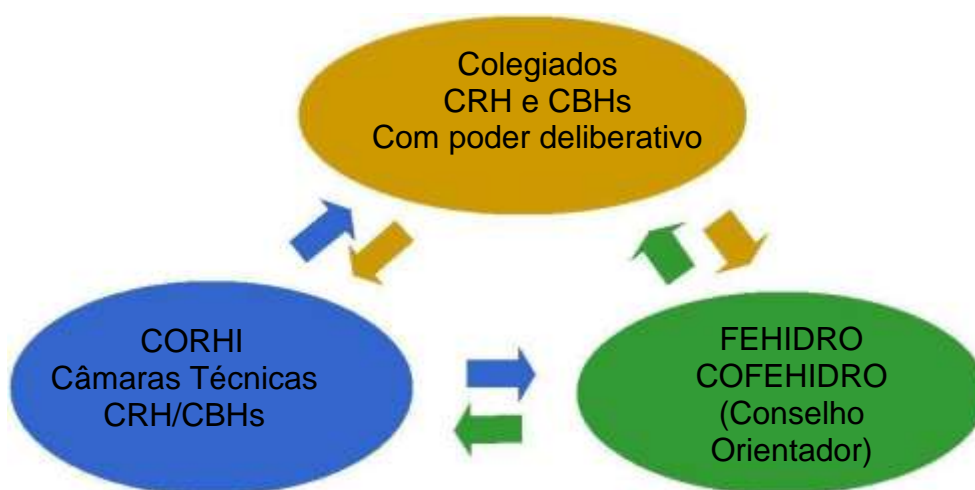 Colegiados
CRH e CBHs
Com poder deliberativo
CORHI
Câmaras Técnicas
CRH/CBHs
FEHIDRO
COFEHIDRO
(Conselho
Orientador)